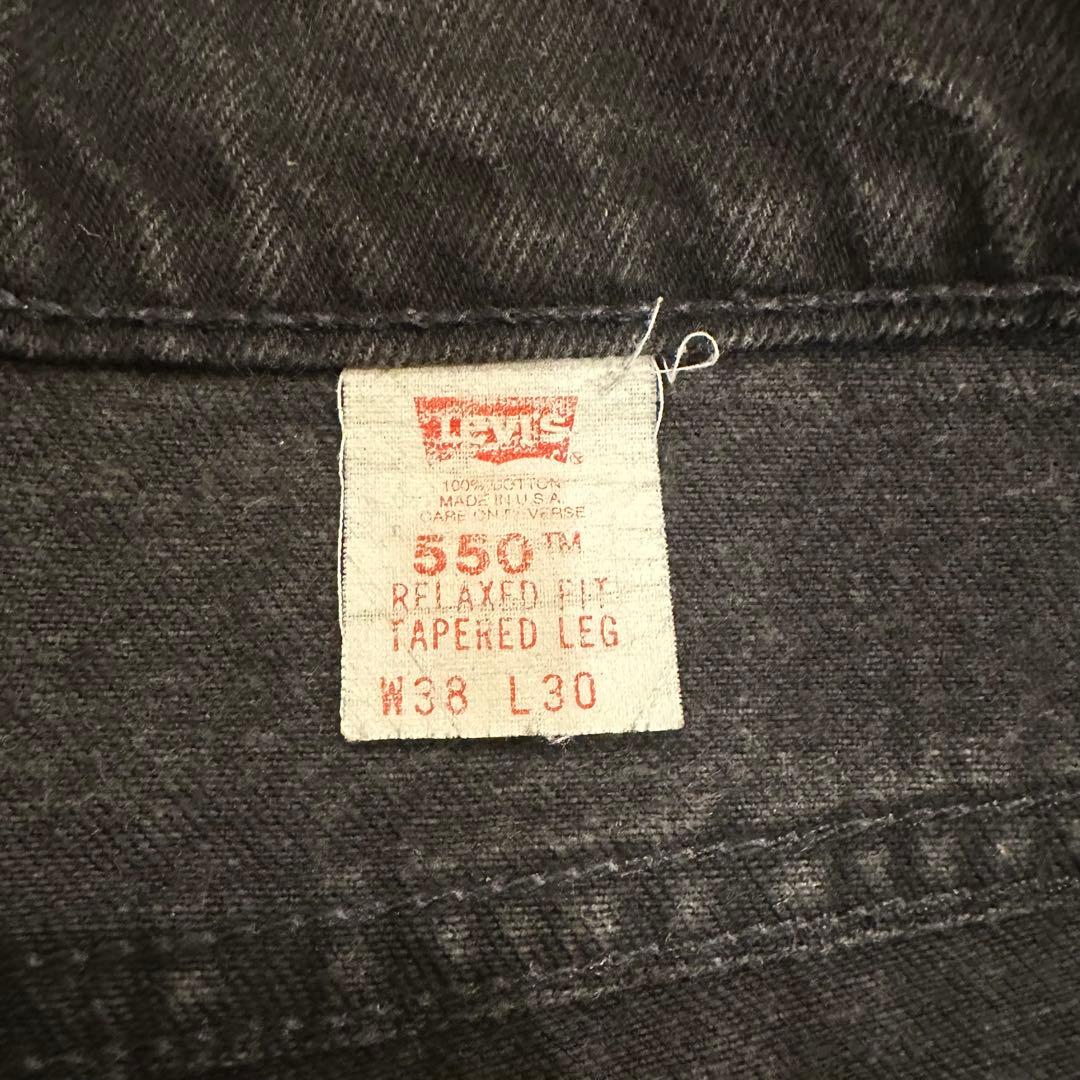 LEVI'S ®
100% COTTON
MADE IN U.S.A.
CARE ON REVERSE
550™
RELAXED FIT
TAPERED LEG
W38 L30